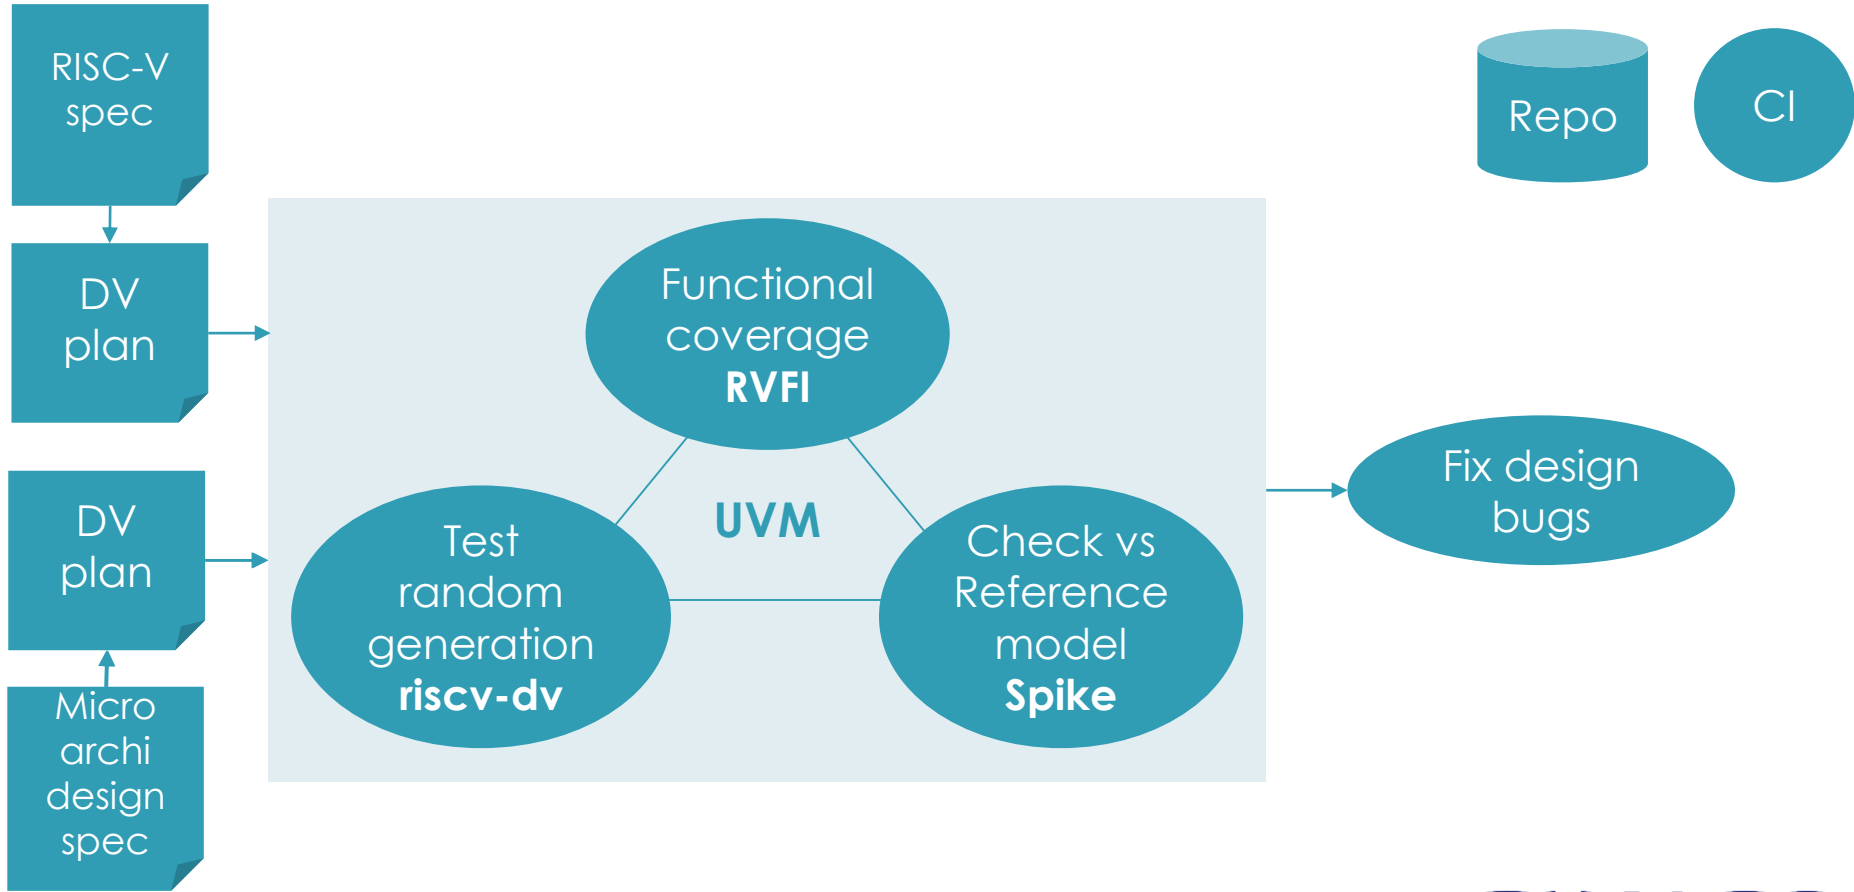 RISC-V
spec
Repo
CI
DV
plan
Functional
coverage
RVFI
DV
plan
UVM
Test
random
generation
riscv-dv
Check vs
Reference
model
Spike
Fix design
bugs
Micro
archi
design
spec